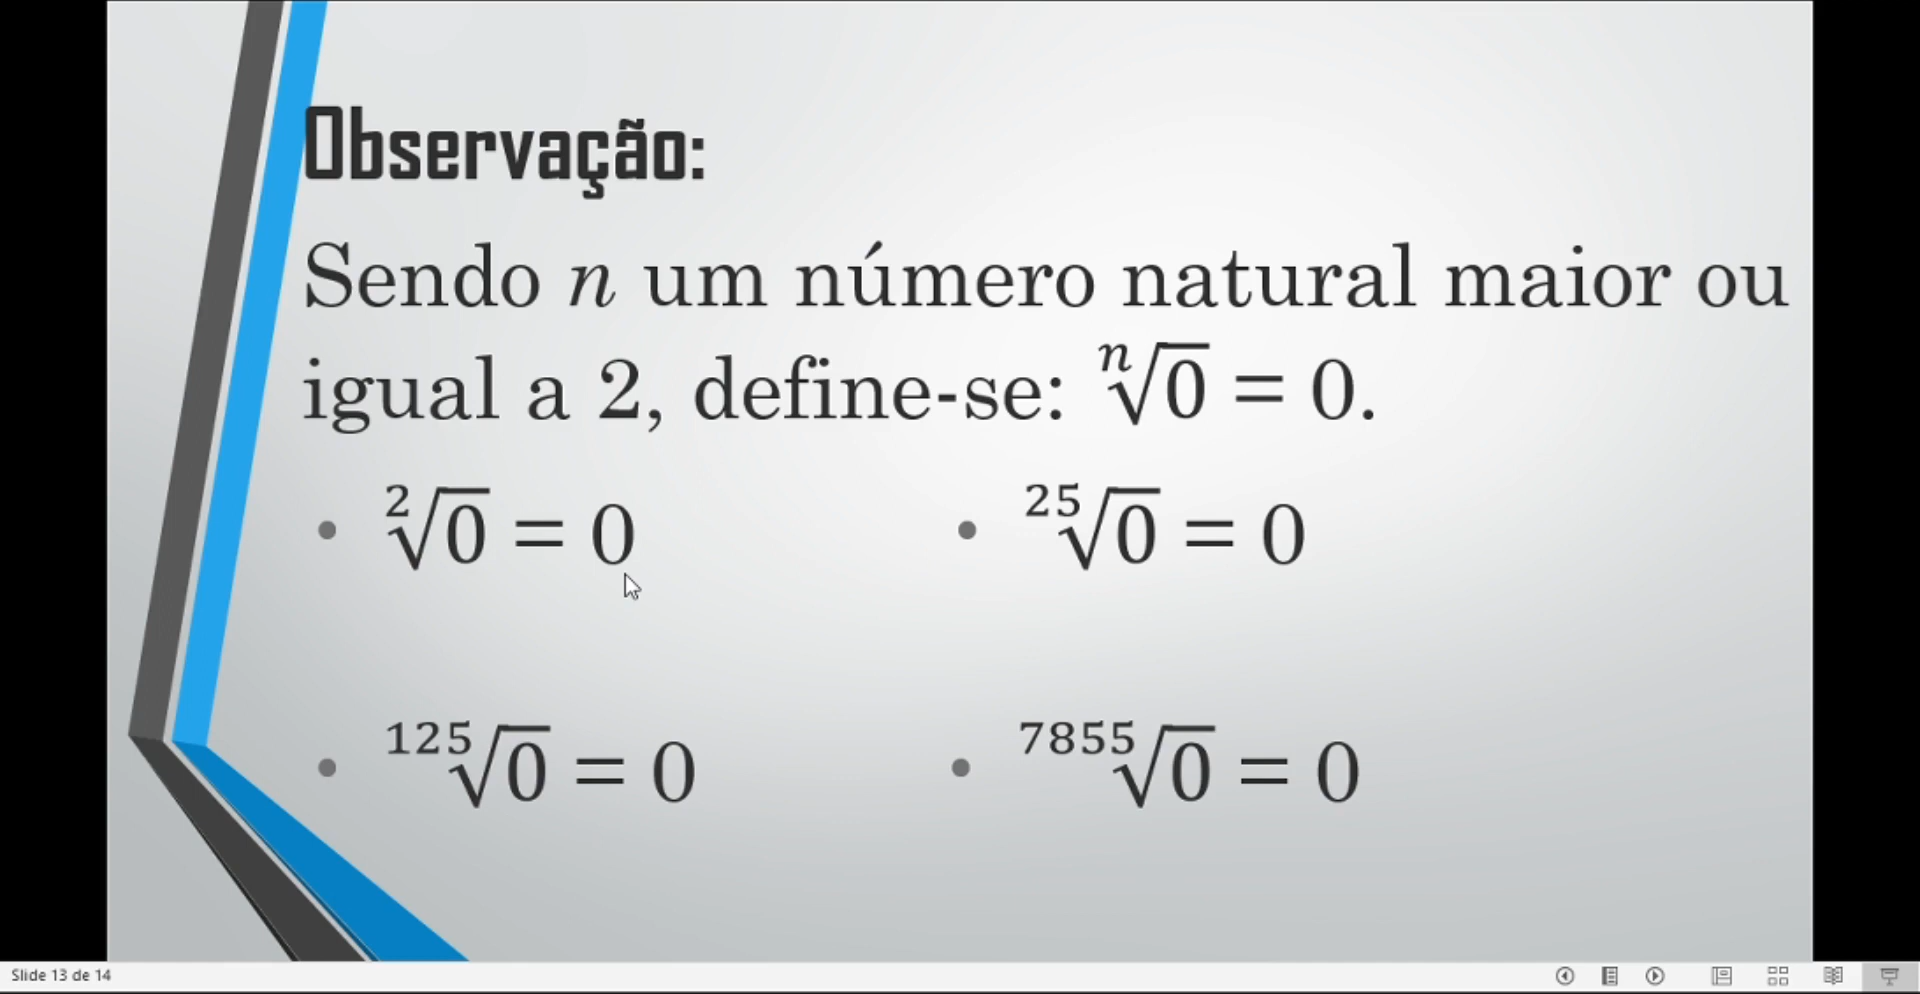 Observação:
Sendo n um número natural maior ou
igual a 2, define-se: ⁿ√0 = 0.
• ²√0 = 0
• ²⁵√0 = 0
• ¹²⁵√0 = 0
• ⁷⁸⁵⁵√0 = 0
Slide 13 de 14